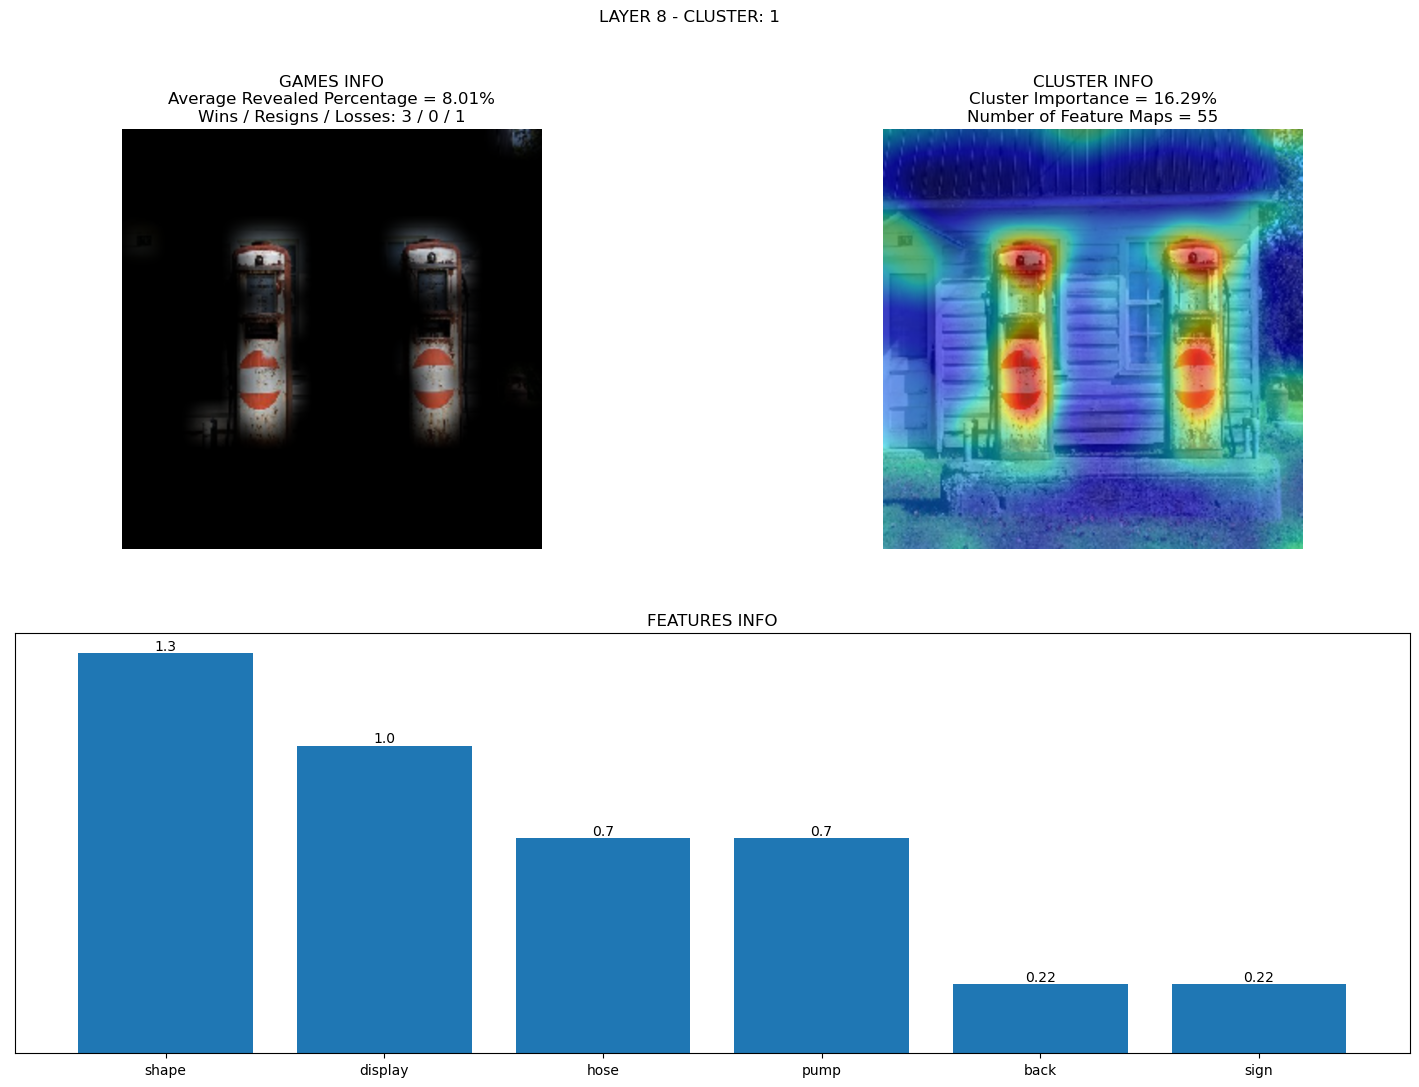 LAYER 8 - CLUSTER: 1
GAMES INFO
Average Revealed Percentage = 8.01%
Wins / Resigns / Losses: 3 / 0 / 1
CLUSTER INFO
Cluster Importance = 16.29%
Number of Feature Maps = 55
FEATURES INFO
1.3
1.0
0.7
0.7
0.22
0.22
shape
display
hose
pump
back
sign